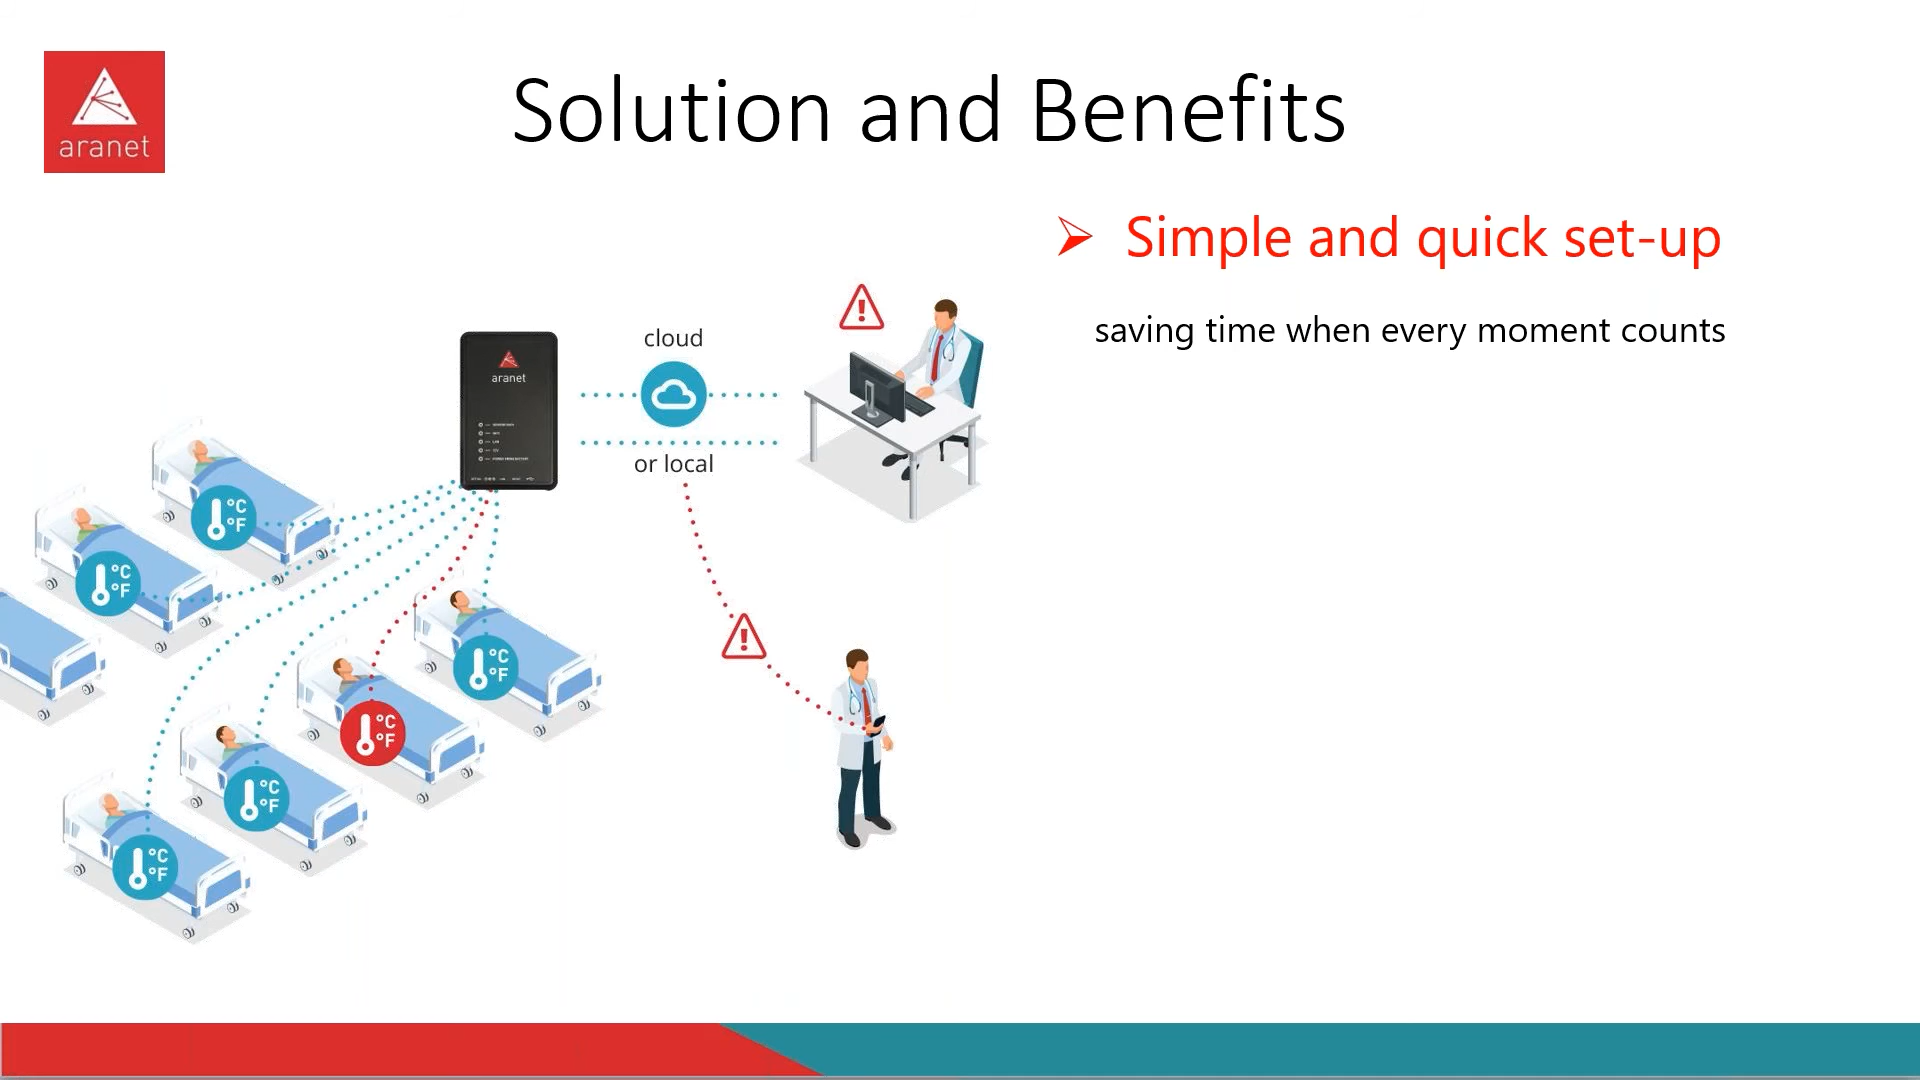 aranet
Solution and Benefits
➢ Simple and quick set-up
saving time when every moment counts
aranet
cloud
or local
°C
°F
°C
°F
°C
°F
°C
°F
°C
°F
°C
°F